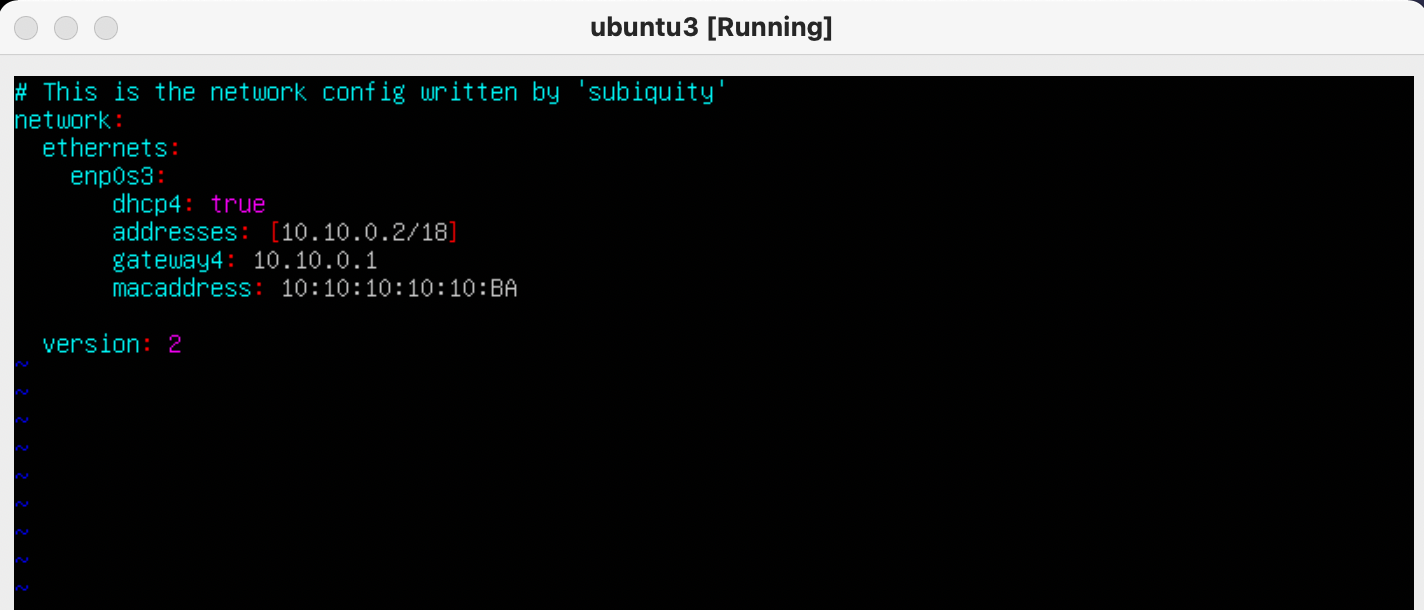 ubuntu3 [Running]
# This is the network config written by 'subiquity'
network:
  ethernets:
    enp0s3:
       dhcp4: true
       addresses: [10.10.0.2/18]
       gateway4: 10.10.0.1
       macaddress: 10:10:10:10:10:BA

  version: 2
~
~
~
~
~
~
~
~
~